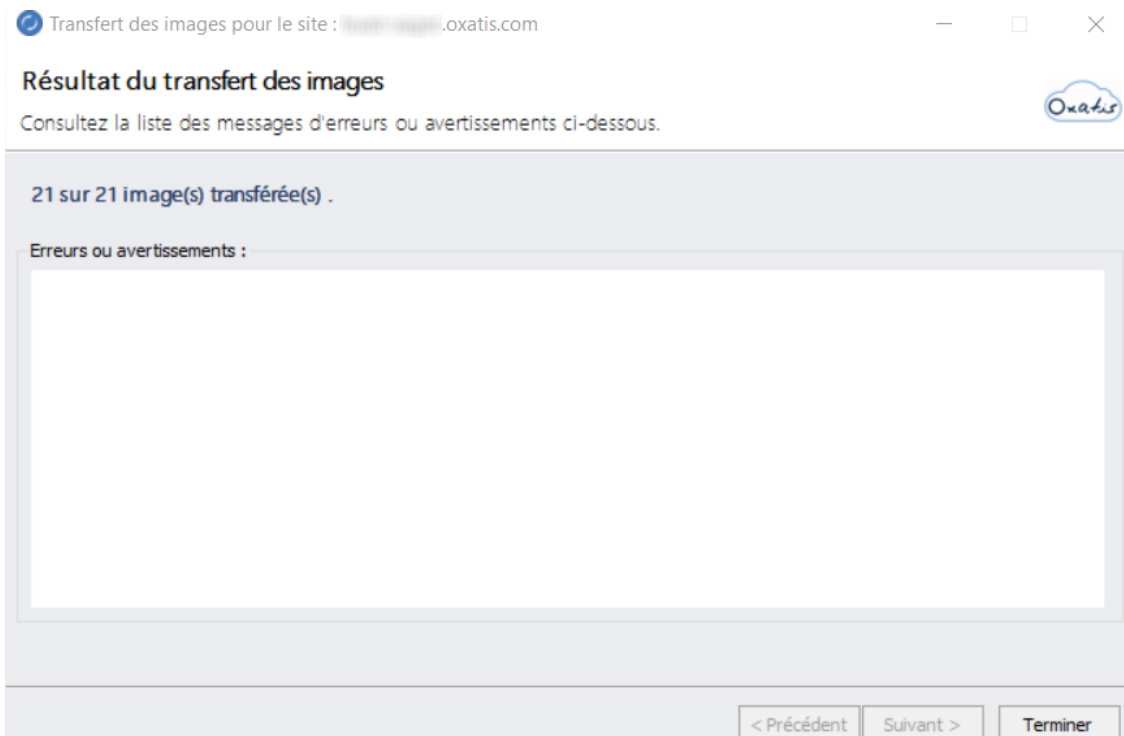 Transfert des images pour le site : .oxatis.com
Résultat du transfert des images
Oxatis
Consultez la liste des messages d'erreurs ou avertissements ci-dessous.
21 sur 21 image(s) transférée(s) .
Erreurs ou avertissements :
< Précédent Suivant > Terminer